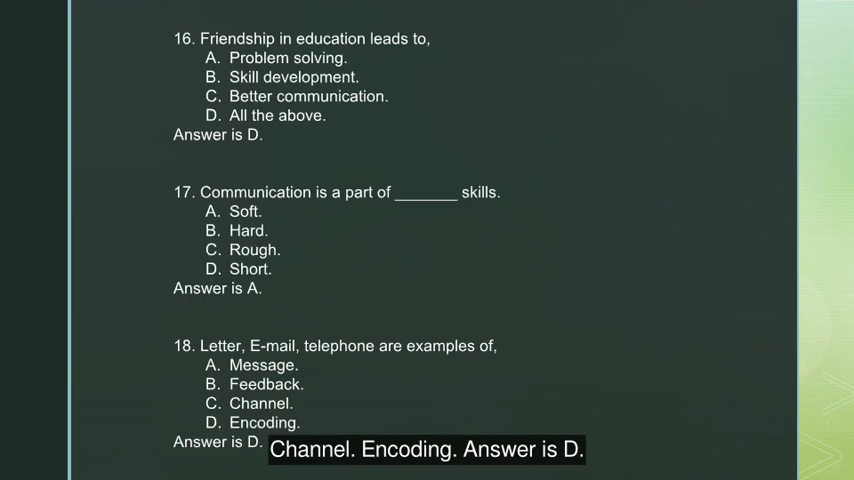 16. Friendship in education leads to,
A. Problem solving.
B. Skill development.
C. Better communication.
D. All the above.
Answer is D.
17. Communication is a part of _______ skills.
A. Soft.
B. Hard.
C. Rough.
D. Short.
Answer is A.
18. Letter, E-mail, telephone are examples of,
A. Message.
B. Feedback.
C. Channel.
D. Encoding.
Answer is D.
Channel. Encoding. Answer is D.